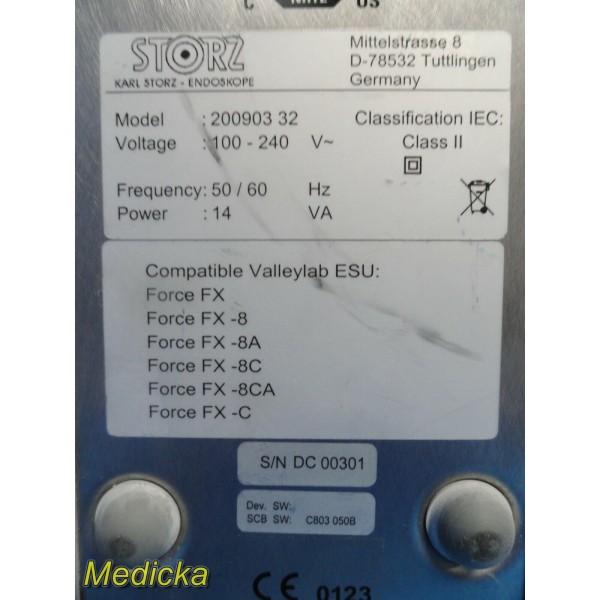 C US
STORZ
KARL STORZ - ENDOSKOPE
Mittelstrasse 8
D-78532 Tuttlingen
Germany
Model : 200903 32
Voltage : 100 - 240 V~
Classification IEC:
Class II
Frequency: 50 / 60 Hz
Power : 14 VA
Compatible Valleylab ESU:
Force FX
Force FX -8
Force FX -8A
Force FX -8C
Force FX -8CA
Force FX -C
S/N DC 00301
Dev. SW:
SCB SW: C803 050B
Medicka
CE 0123